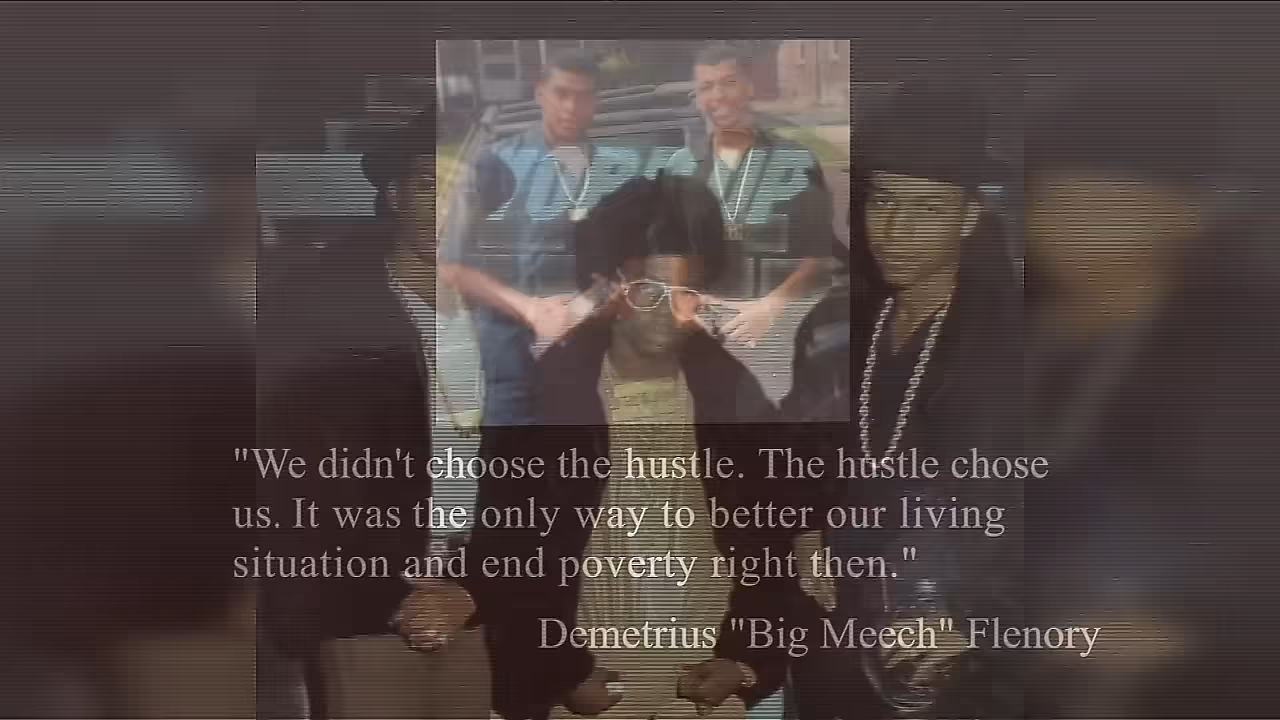 "We didn't choose the hustle. The hustle chose
us. It was the only way to better our living
situation and end poverty right then."
Demetrius "Big Meech" Flenory